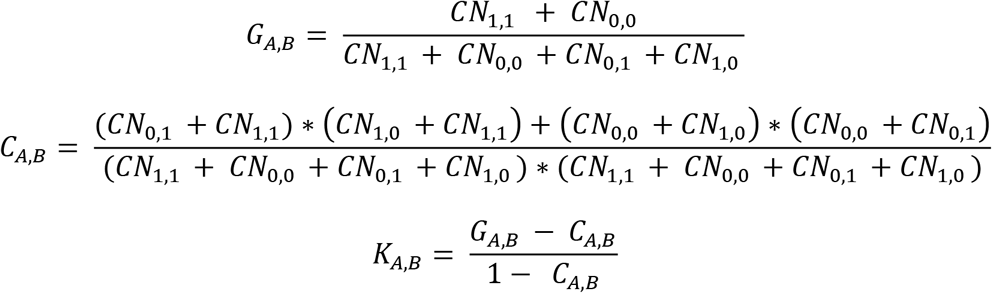 G_{A,B} = \frac{CN_{1,1} + CN_{0,0}}{CN_{1,1} + CN_{0,0} + CN_{0,1} + CN_{1,0}}
C_{A,B} = \frac{(CN_{0,1} + CN_{1,1}) * (CN_{1,0} + CN_{1,1}) + (CN_{0,0} + CN_{1,0}) * (CN_{0,0} + CN_{0,1})}{(CN_{1,1} + CN_{0,0} + CN_{0,1} + CN_{1,0}) * (CN_{1,1} + CN_{0,0} + CN_{0,1} + CN_{1,0})}
K_{A,B} = \frac{G_{A,B} - C_{A,B}}{1 - C_{A,B}}